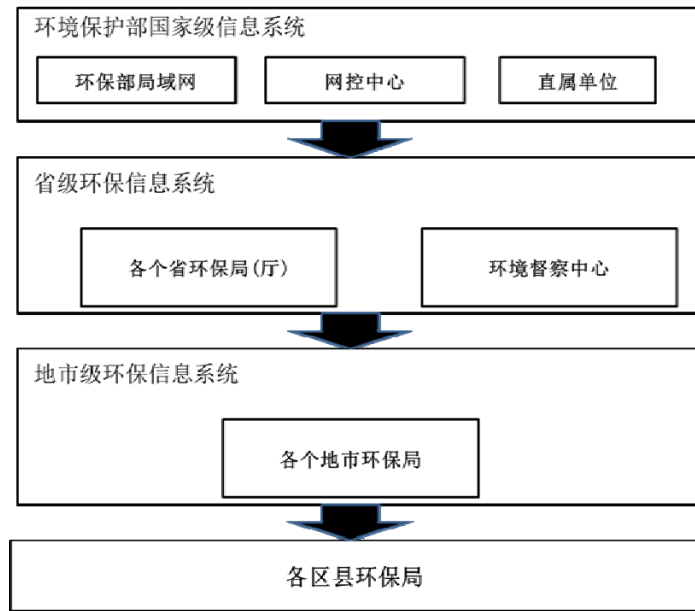 环境保护部国家级信息系统
环保部局域网
网控中心
直属单位
省级环保信息系统
各个省环保局(厅)
环境督察中心
地市级环保信息系统
各个地市环保局
各区县环保局